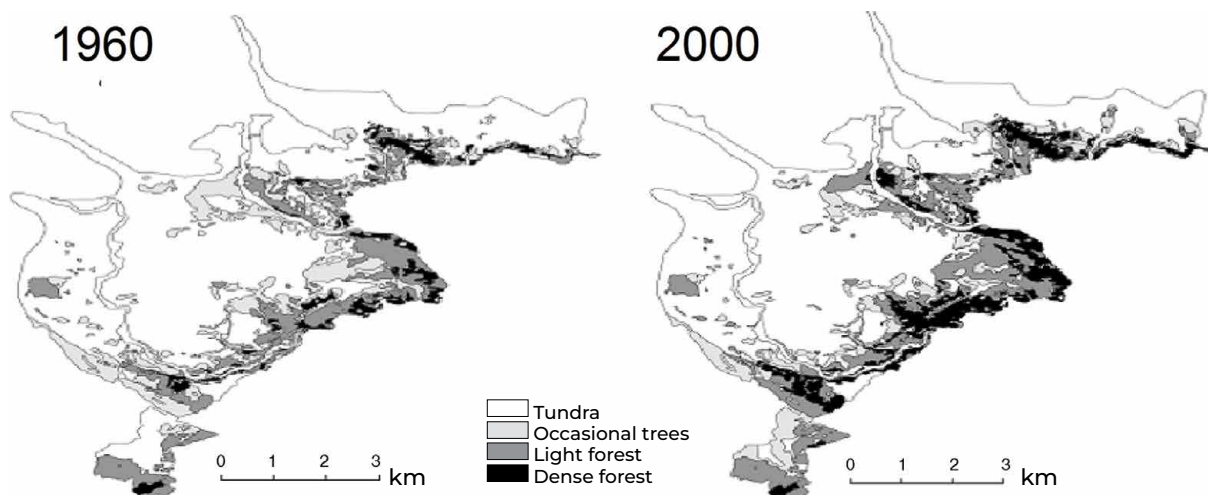 1960
2000
Tundra
Occasional trees
Light forest
Dense forest
0 1 2 3 km
0 1 2 3 km